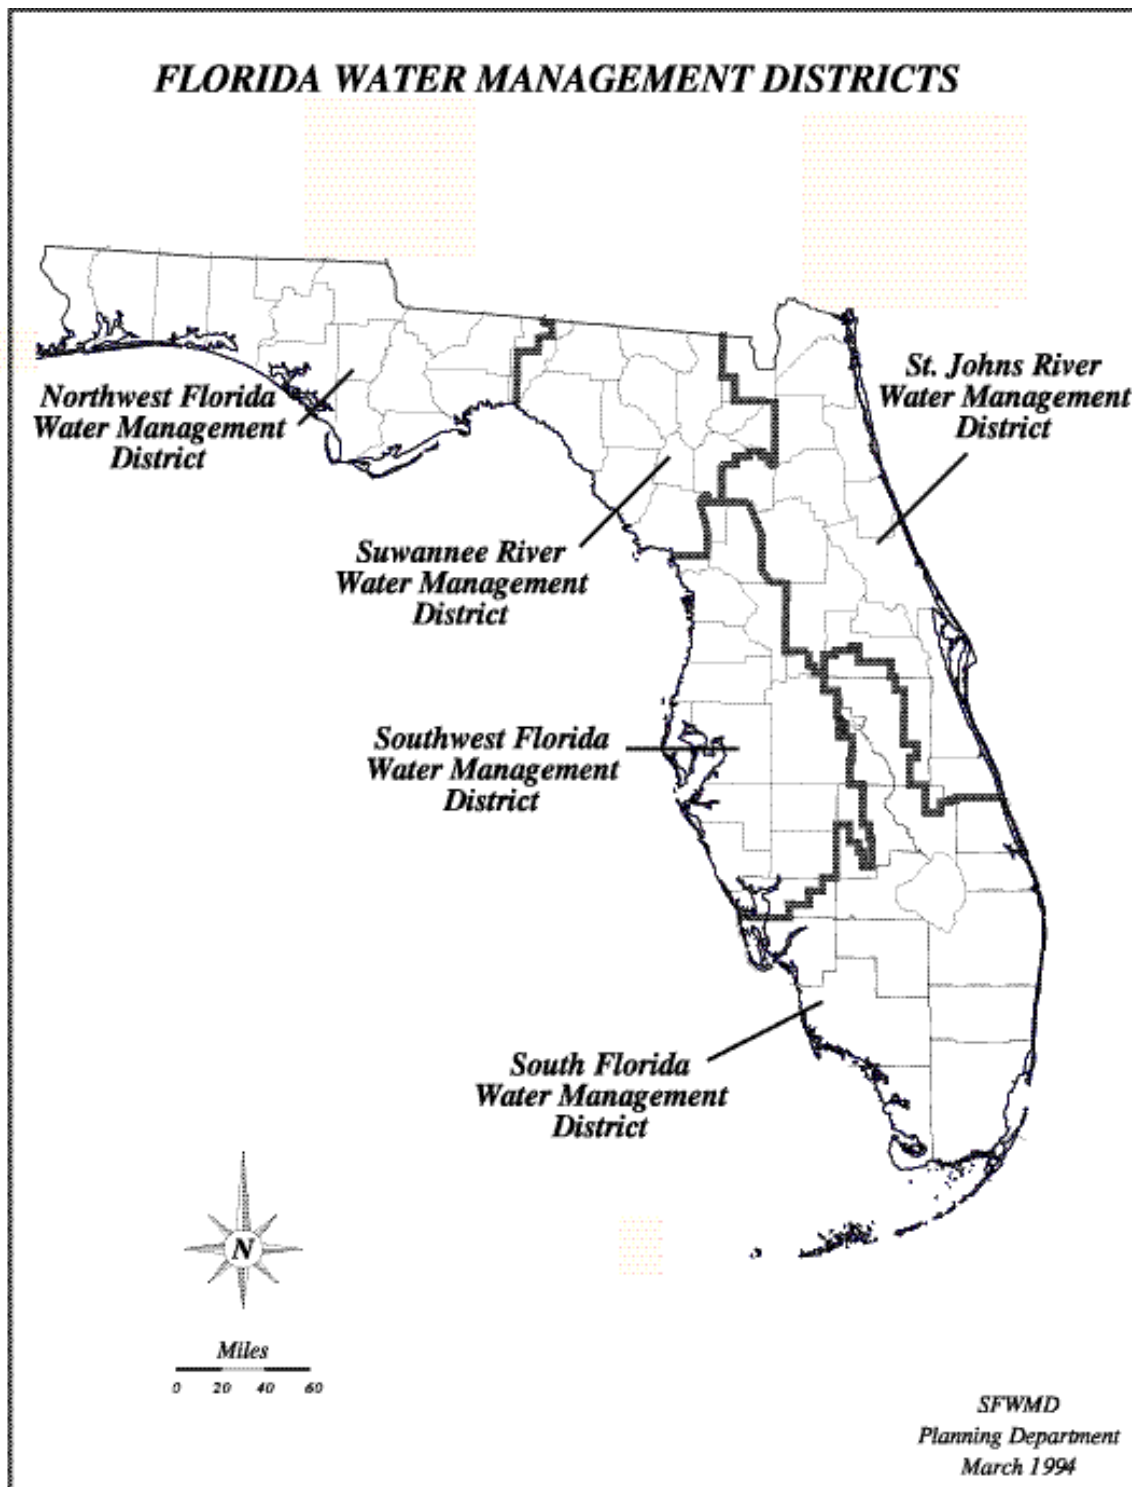 FLORIDA WATER MANAGEMENT DISTRICTS
St. Johns River
Water Management
District
Northwest Florida
Water Management
District
Suwannee River
Water Management
District
Southwest Florida
Water Management
District
South Florida
Water Management
District
N
Miles
0 20 40 60
SFWMD
Planning Department
March 1994